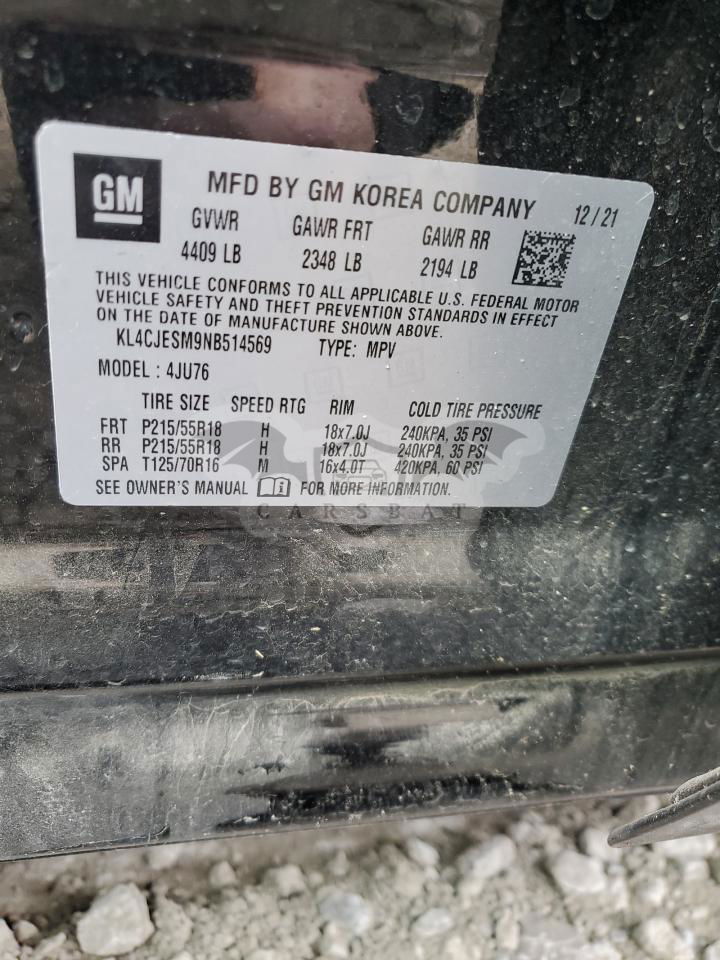 GM
MFD BY GM KOREA COMPANY 12/21
GVWR GAWR FRT GAWR RR
4409 LB 2348 LB 2194 LB
THIS VEHICLE CONFORMS TO ALL APPLICABLE U.S. FEDERAL MOTOR
VEHICLE SAFETY AND THEFT PREVENTION STANDARDS IN EFFECT
ON THE DATE OF MANUFACTURE SHOWN ABOVE.
KL4CJESM9NB514569 TYPE: MPV
MODEL: 4JU76
TIRE SIZE SPEED RTG RIM COLD TIRE PRESSURE
FRT P215/55R18 H 18x7.0J 240KPA, 35 PSI
RR P215/55R18 H 18x7.0J 240KPA, 35 PSI
SPA T125/70R16 M 16x4.0T 420KPA, 60 PSI
SEE OWNER'S MANUAL FOR MORE INFORMATION.
CARSBAT